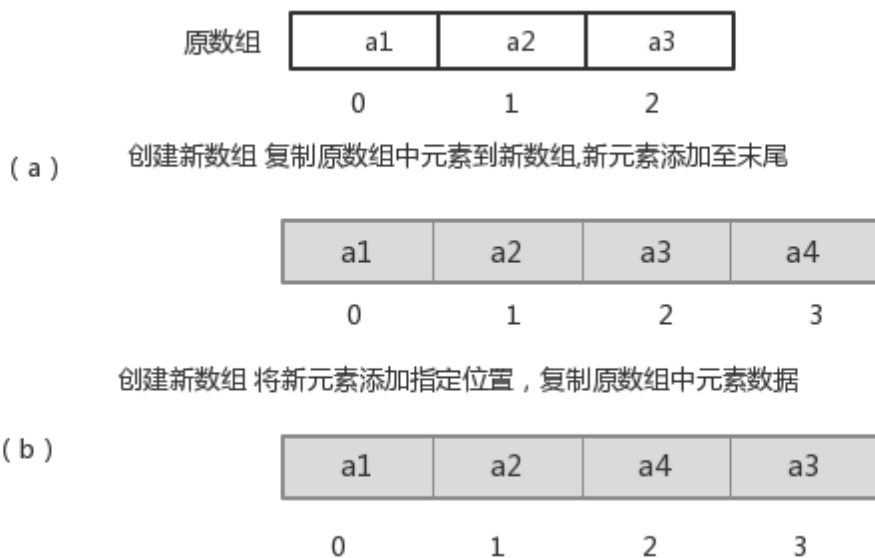 原数组 a1 a2 a3
0 1 2
(a) 创建新数组 复制原数组中元素到新数组,新元素添加至末尾
a1 a2 a3 a4
0 1 2 3
创建新数组 将新元素添加指定位置，复制原数组中元素数据
(b) a1 a2 a4 a3
0 1 2 3